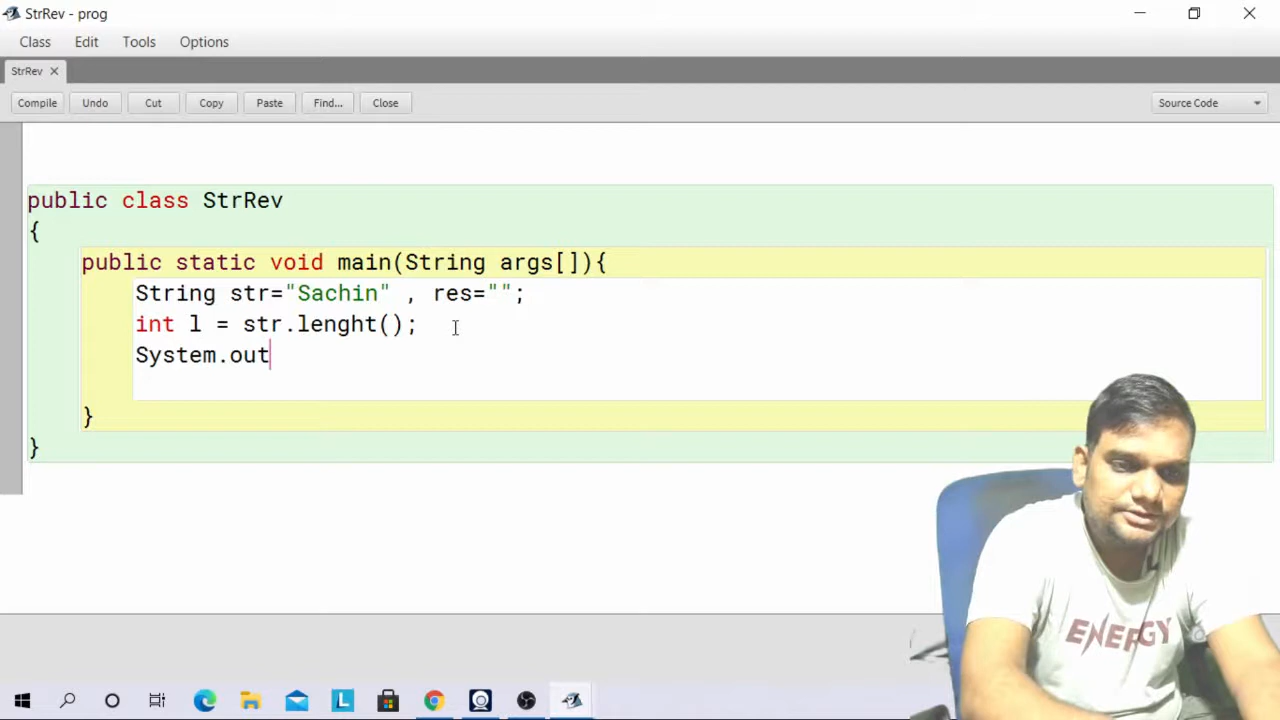 StrRev - prog
Class Edit Tools Options
StrRev
Compile Undo Cut Copy Paste Find... Close Source Code
public class StrRev
{
public static void main(String args[]){
String str="Sachin" , res="";
int l = str.lenght();
System.out
}
}
ENERGY
L